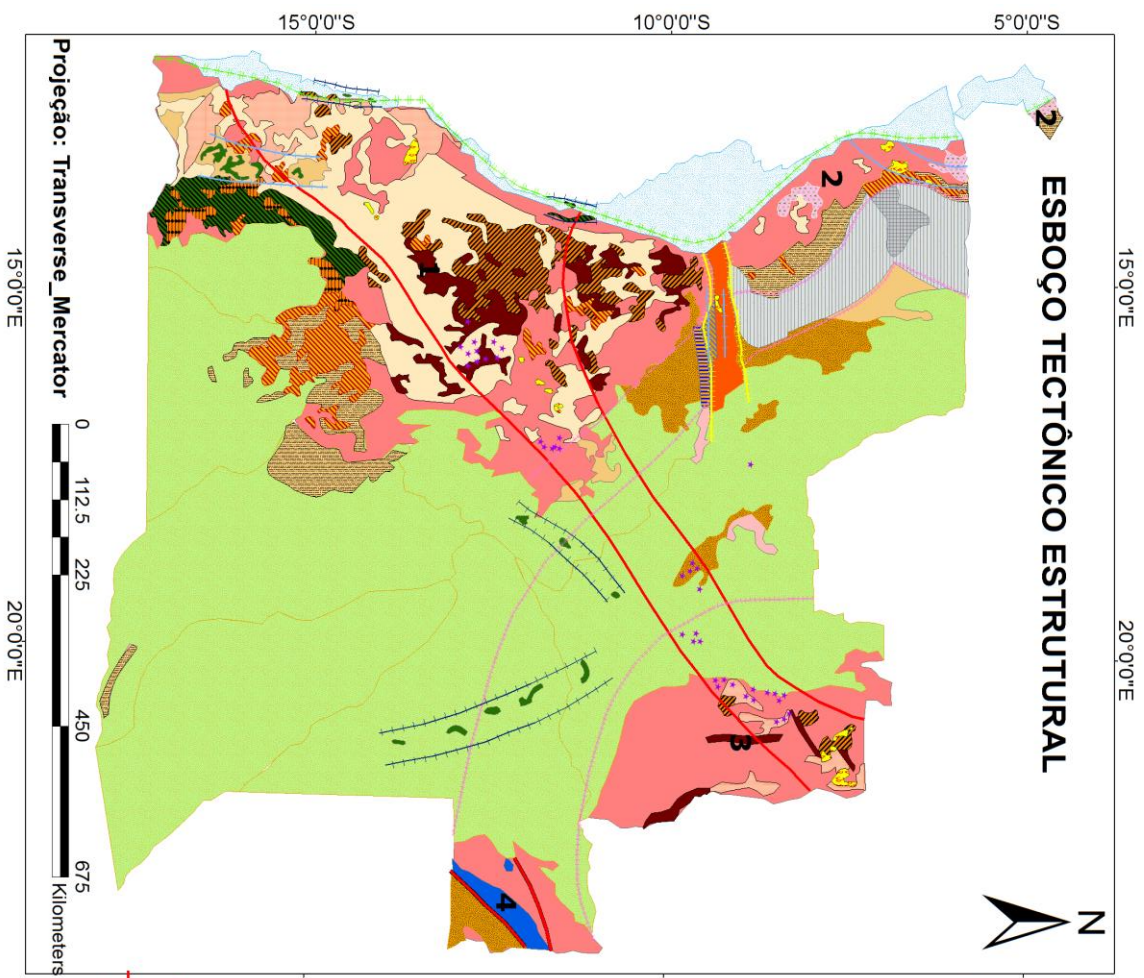 ESBOÇO TECTÔNICO ESTRUTURAL
N
15°0'0"E
20°0'0"E
5°0'0"S
10°0'0"S
15°0'0"S
2
2
1
3
4
15°0'0"E
20°0'0"E
0 112.5 225 450 675
Kilometers
Projeção: Transverse_Mercator